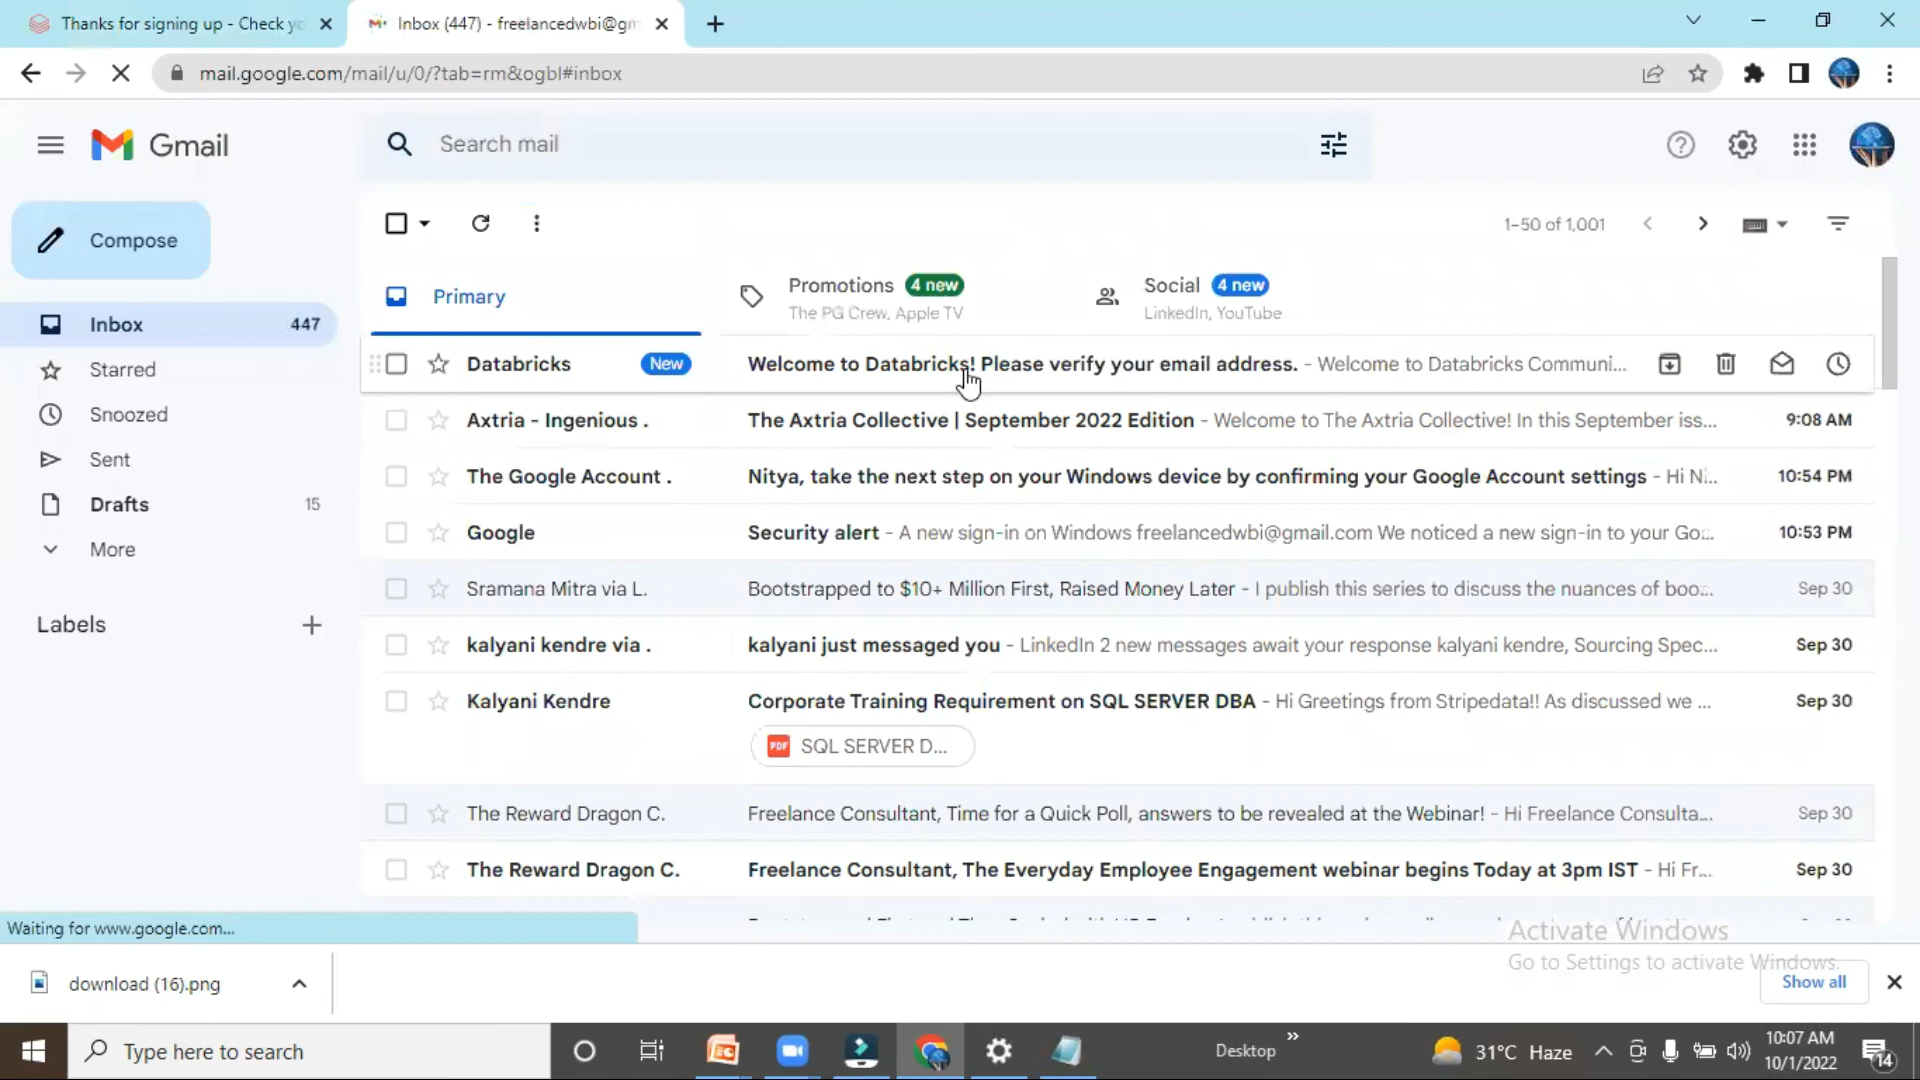 Thanks for signing up - Check yo
Inbox (447) - freelancedwbi@gm
mail.google.com/mail/u/0/?tab=rm&ogbl#inbox
Gmail
Search mail
Compose
1–50 of 1,001
Primary
Promotions 4 new
The PG Crew, Apple TV
Social 4 new
LinkedIn, YouTube
Inbox 447
Starred
Snoozed
Sent
Drafts 15
More
Labels
Databricks New Welcome to Databricks! Please verify your email address. - Welcome to Databricks Communi...
Axtria - Ingenious . The Axtria Collective | September 2022 Edition - Welcome to The Axtria Collective! In this September iss... 9:08 AM
The Google Account . Nitya, take the next step on your Windows device by confirming your Google Account settings - Hi Ni... 10:54 PM
Google Security alert - A new sign-in on Windows freelancedwbi@gmail.com We noticed a new sign-in to your Go... 10:53 PM
Sramana Mitra via L. Bootstrapped to $10+ Million First, Raised Money Later - I publish this series to discuss the nuances of boo... Sep 30
kalyani kendre via . kalyani just messaged you - LinkedIn 2 new messages await your response kalyani kendre, Sourcing Spec... Sep 30
Kalyani Kendre Corporate Training Requirement on SQL SERVER DBA - Hi Greetings from Stripedata!! As discussed we ... Sep 30
PDF SQL SERVER D...
The Reward Dragon C. Freelance Consultant, Time for a Quick Poll, answers to be revealed at the Webinar! - Hi Freelance Consulta... Sep 30
The Reward Dragon C. Freelance Consultant, The Everyday Employee Engagement webinar begins Today at 3pm IST - Hi Fr... Sep 30
Waiting for www.google.com...
Activate Windows
Go to Settings to activate Windows.
download (16).png
Show all
Type here to search
Desktop
31°C Haze
10:07 AM
10/1/2022
14